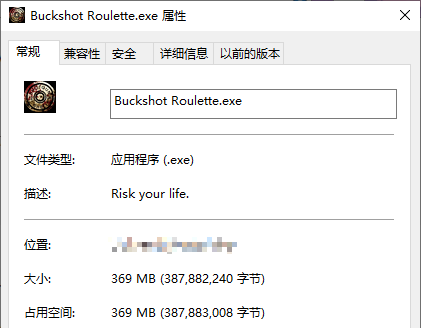 Buckshot Roulette.exe 属性
常规 兼容性 安全 详细信息 以前的版本
Buckshot Roulette.exe
文件类型: 应用程序 (.exe)
描述: Risk your life.
位置:
大小: 369 MB (387,882,240 字节)
占用空间: 369 MB (387,883,008 字节)